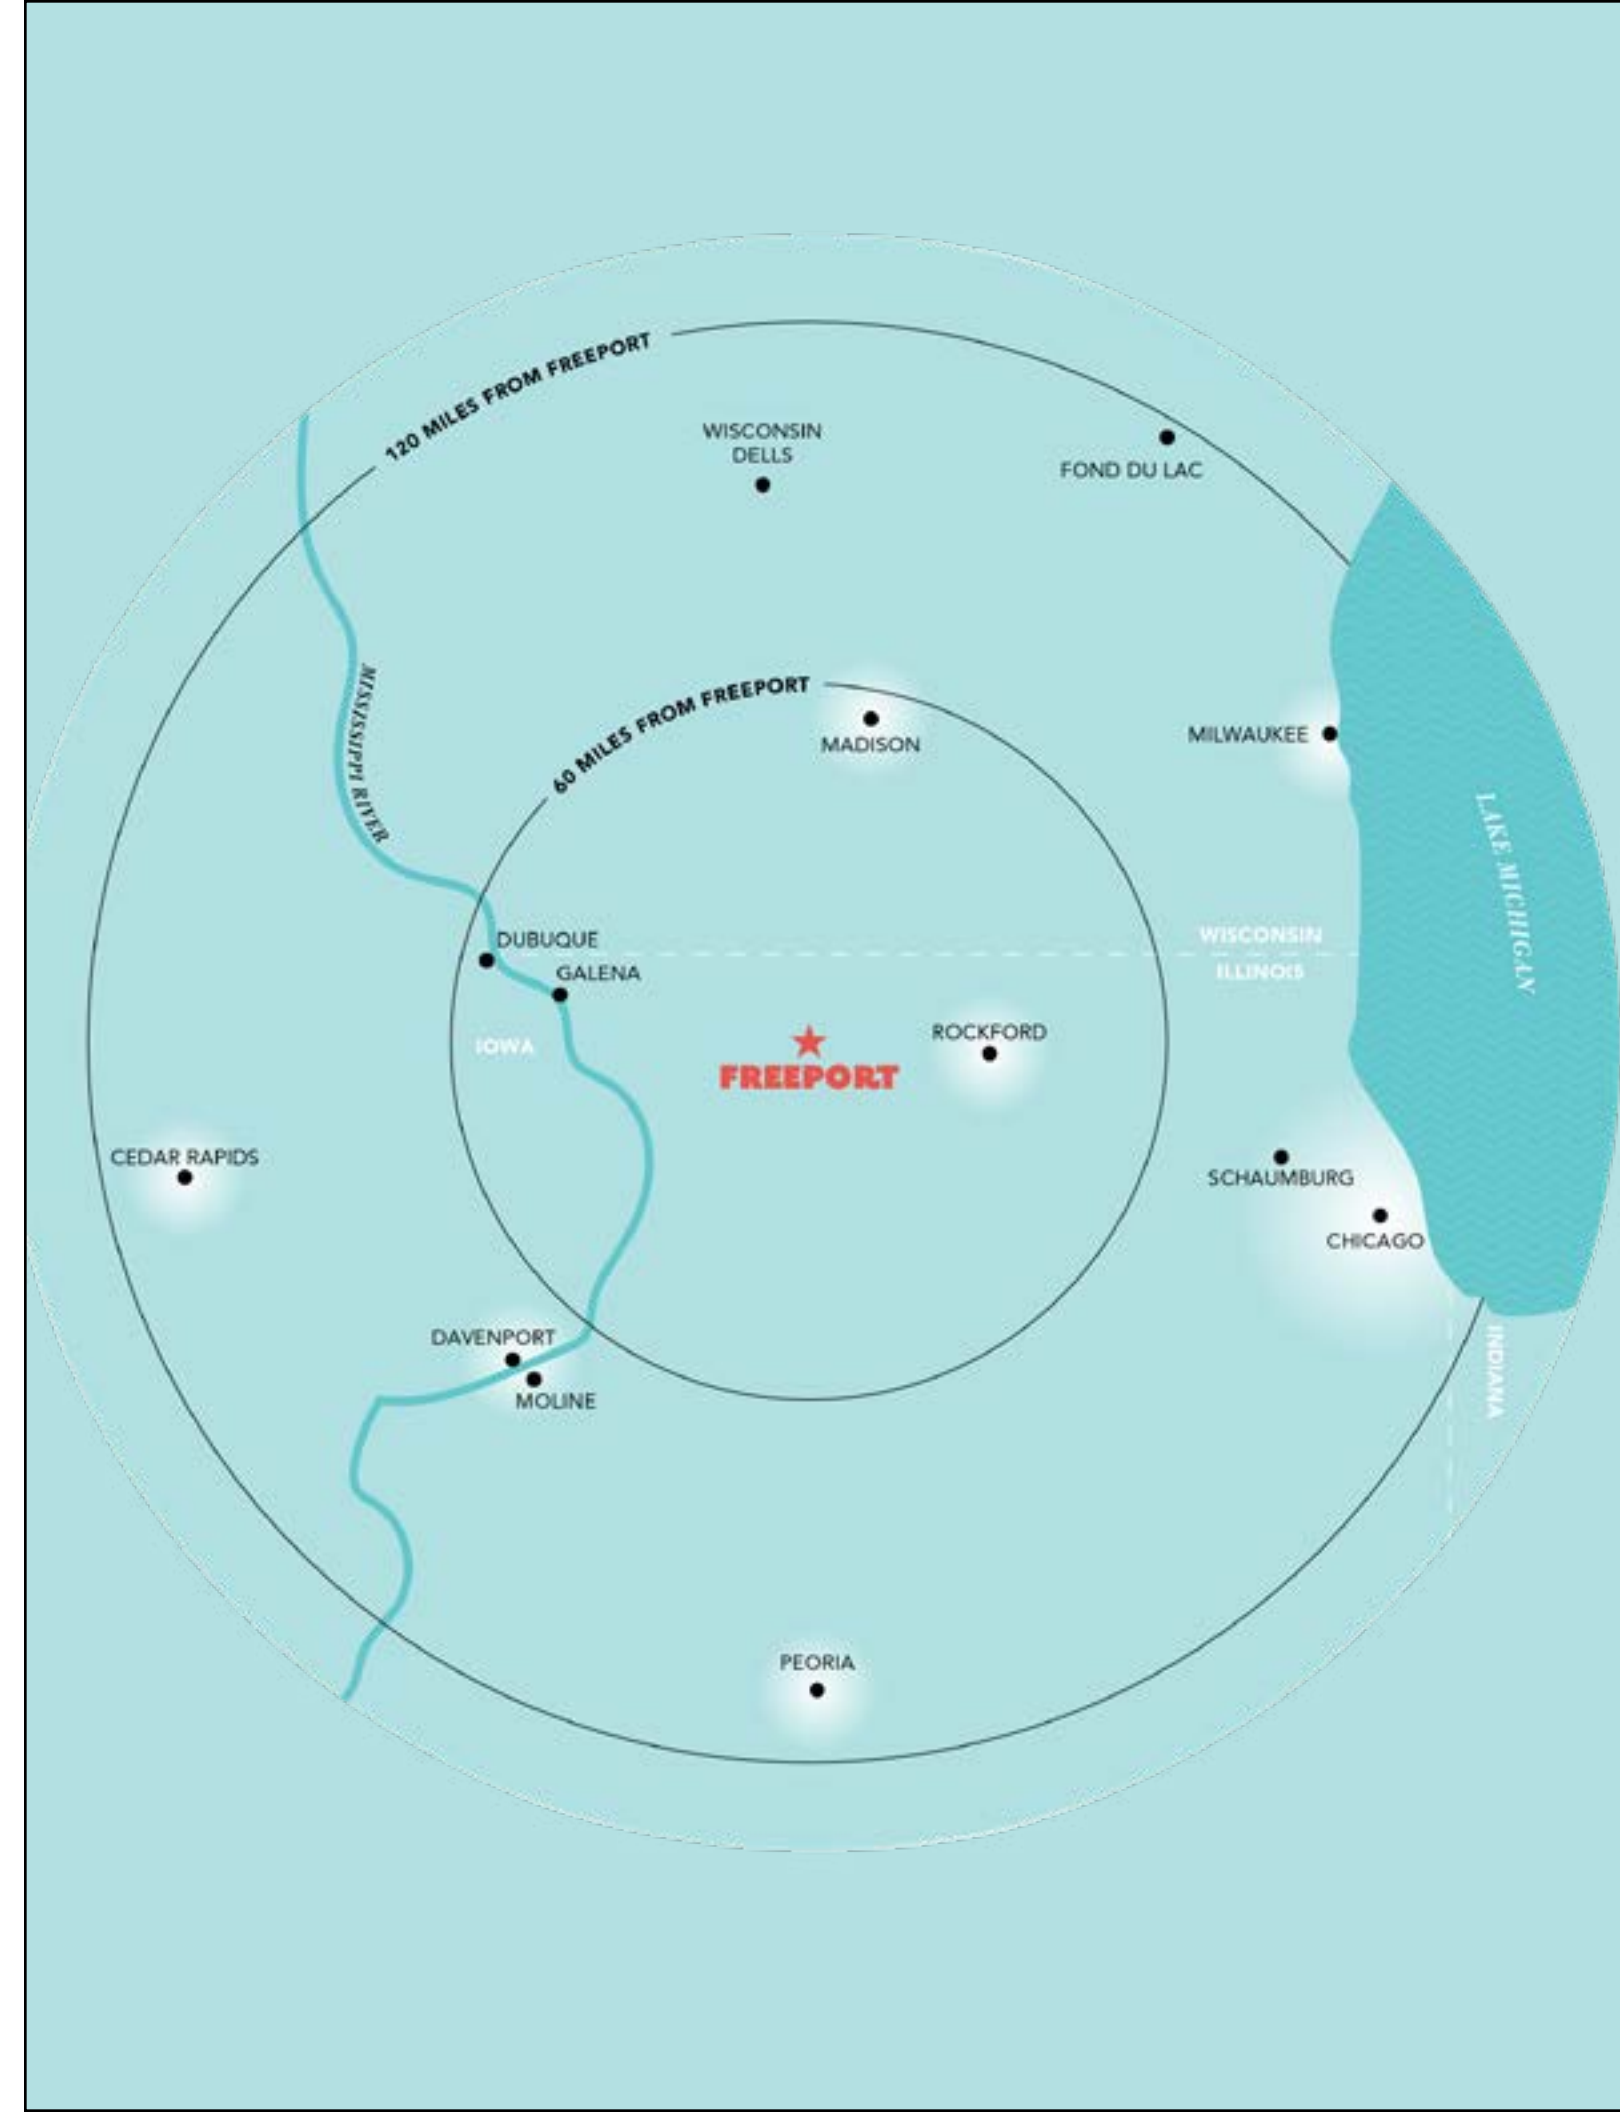 120 MILES FROM FREEPORT
WISCONSIN
DELLS
FOND DU LAC
MISSISSIPPI RIVER
60 MILES FROM FREEPORT
MADISON
MILWAUKEE
LAKE MICHIGAN
DUBUQUE
WISCONSIN
GALENA
ILLINOIS
IOWA
ROCKFORD
FREEPORT
CEDAR RAPIDS
SCHAUMBURG
CHICAGO
DAVENPORT
INDIANA
MOLINE
PEORIA